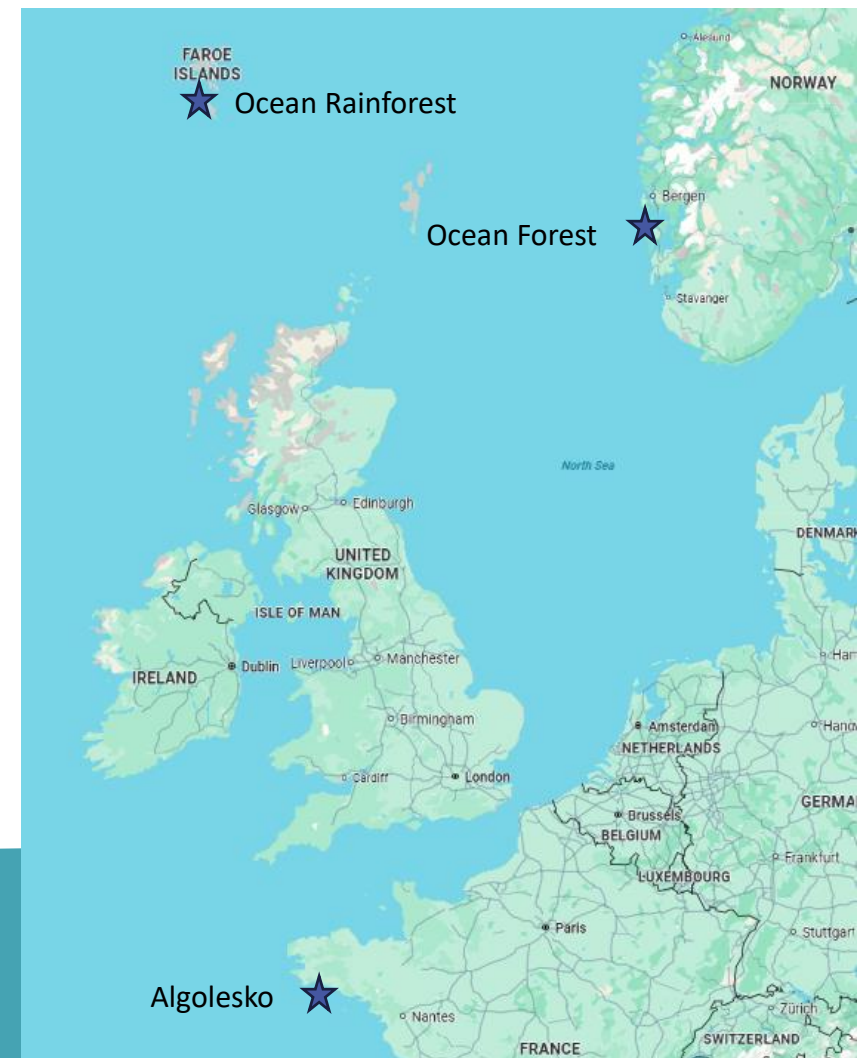 Ålesund
FAROE
ISLANDS
NORWAY
Ocean Rainforest
Bergen
Ocean Forest
Stavanger
North Sea
Glasgow
Edinburgh
DENMARK
UNITED
KINGDOM
ISLE OF MAN
Dublin
Liverpool
Manchester
IRELAND
Ham
Birmingham
Amsterdam
Hanov
NETHERLANDS
Cardiff
London
GERMA
Brussels
BELGIUM
Frankfurt
LUXEMBOURG
Paris
Stuttgart
Algolesko
Nantes
Zürich
SWITZERLAND
FRANCE